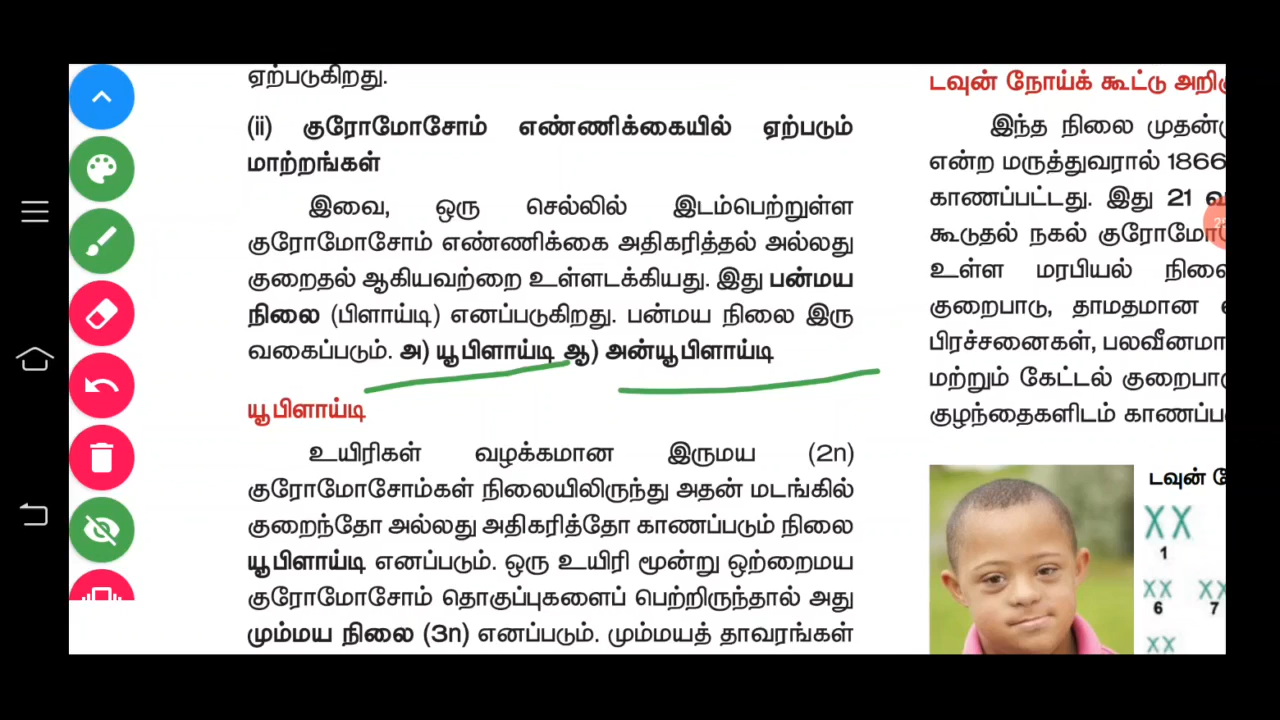 ஏற்படுகிறது.
(ii) குரோமோசோம் எண்ணிக்கையில் ஏற்படும்
மாற்றங்கள்
இவை, ஒரு செல்லில் இடம்பெற்றுள்ள
குரோமோசோம் எண்ணிக்கை அதிகரித்தல் அல்லது
குறைதல் ஆகியவற்றை உள்ளடக்கியது. இது பன்மய
நிலை (பிளாய்டி) எனப்படுகிறது. பன்மய நிலை இரு
வகைப்படும். அ) யூபிளாய்டி ஆ) அன்யூபிளாய்டி
யூபிளாய்டி
உயிரிகள் வழக்கமான இருமய (2n)
குரோமோசோம்கள் நிலையிலிருந்து அதன் மடங்கில்
குறைந்தோ அல்லது அதிகரித்தோ காணப்படும் நிலை
யூபிளாய்டி எனப்படும். ஒரு உயிரி மூன்று ஒற்றைமய
குரோமோசோம் தொகுப்புகளைப் பெற்றிருந்தால் அது
மும்மய நிலை (3n) எனப்படும். மும்மயத் தாவரங்கள்
டவுன் நோய்க் கூட்டு
இந்த நிலை
என்ற மருத்துவரால் 1866
காணப்பட்டது. இது 21
கூடுதல் நகல்
உள்ள மரபியல்
குறைபாடு, தாமதமான
பிரச்சனைகள்,
மற்றும் கேட்டல்
குழந்தைகளிடம்
டவுன்
1
6 7